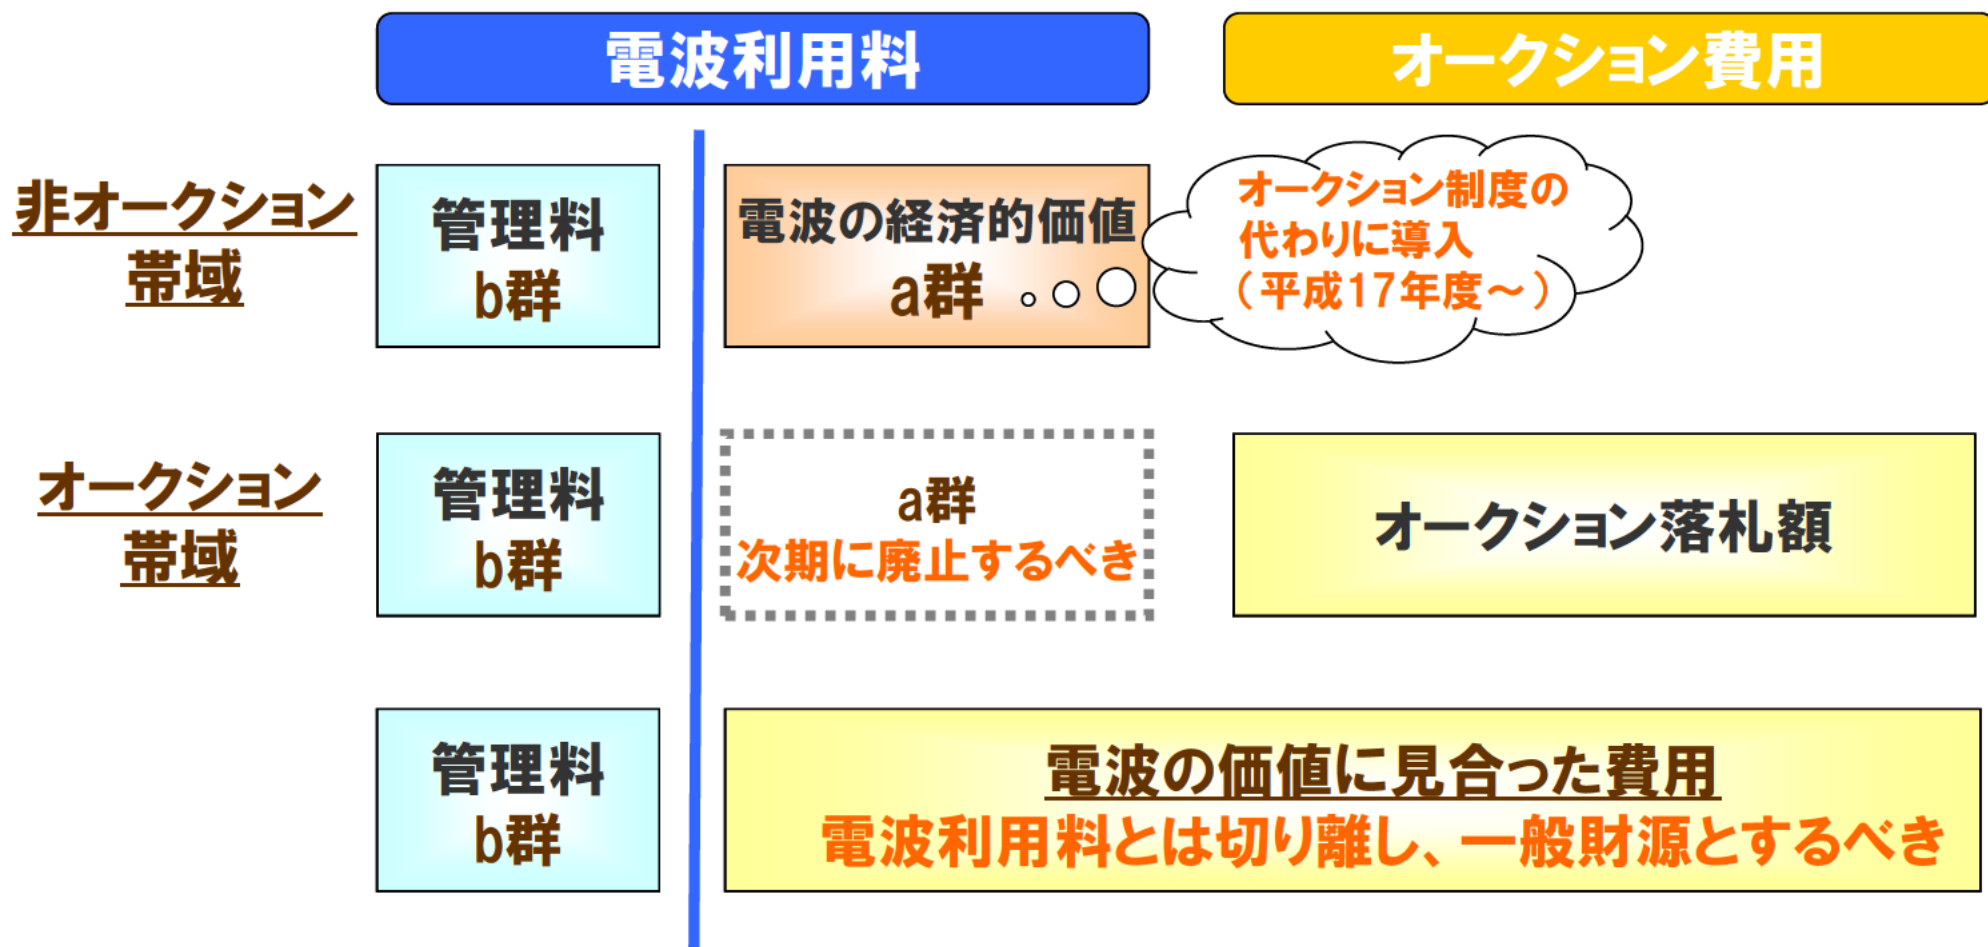 電波利用料
オークション費用
非オークション
帯域
管理料
b群
電波の経済的価値
a群
オークション制度の
代わりに導入
(平成17年度~)
オークション
帯域
管理料
b群
a群
次期に廃止するべき
オークション落札額
管理料
b群
電波の価値に見合った費用
電波利用料とは切り離し、一般財源とするべき